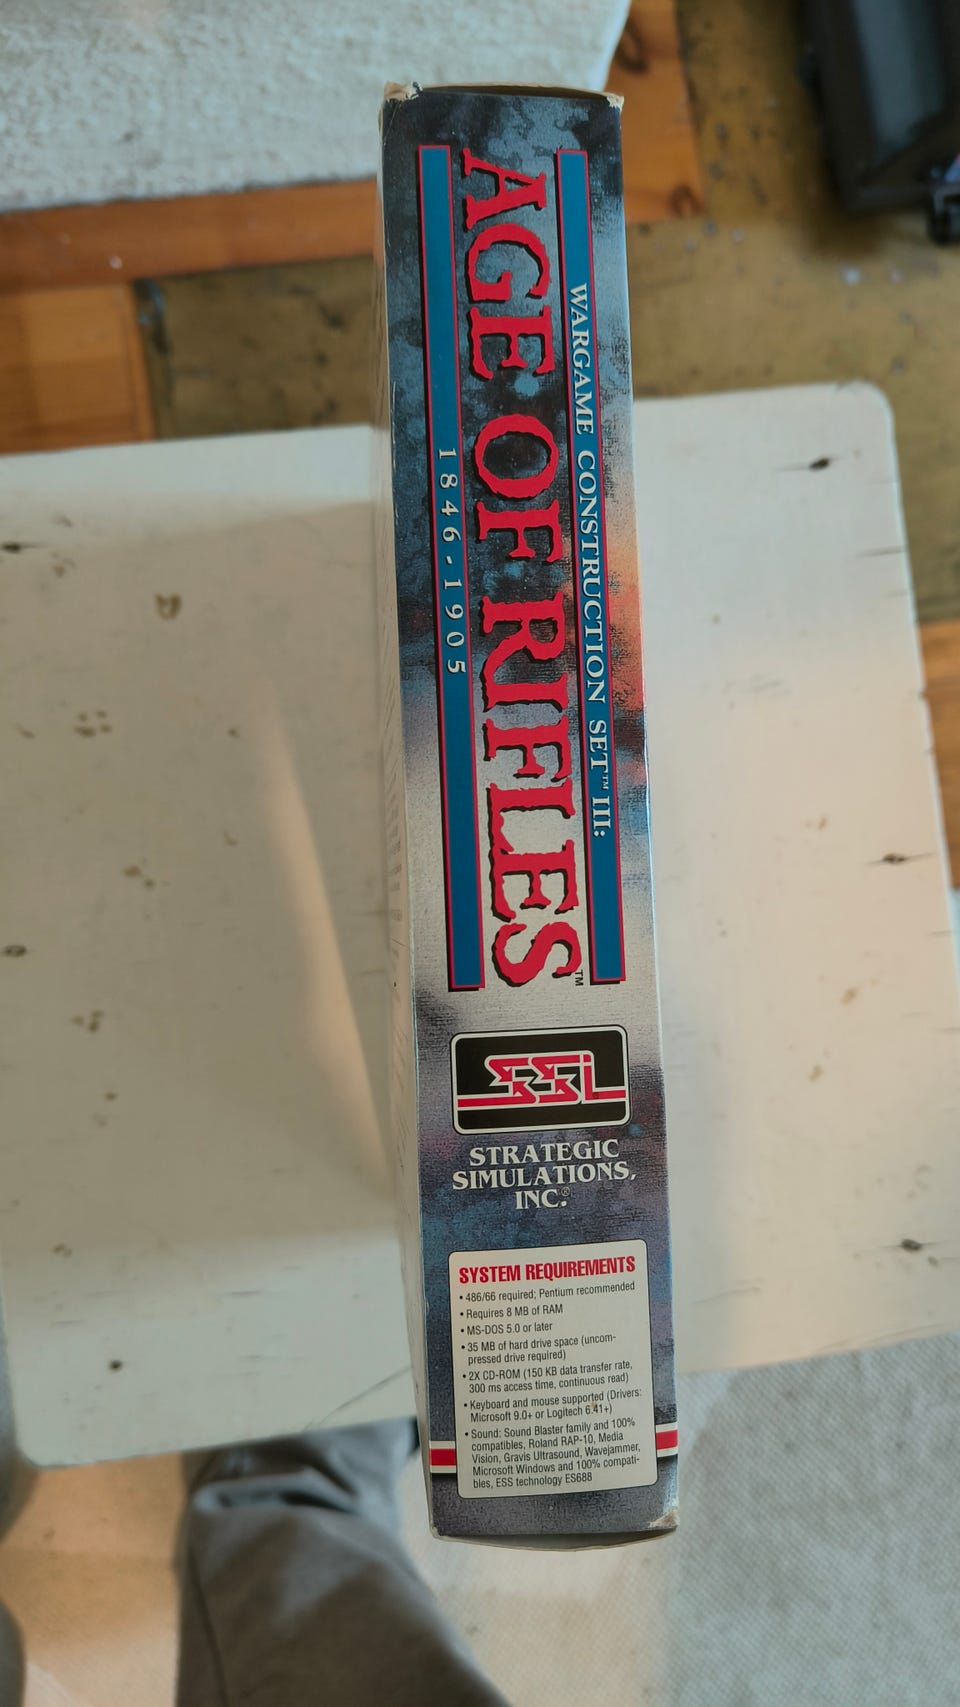 WARGAME CONSTRUCTION SET™ III:
AGE OF RIFLES™
1846-1905
SSI
STRATEGIC
SIMULATIONS,
INC.®
SYSTEM REQUIREMENTS
• 486/66 required; Pentium recommended
• Requires 8 MB of RAM
• MS-DOS 5.0 or later
• 35 MB of hard drive space (uncom-
pressed drive required)
• 2X CD-ROM (150 KB data transfer rate,
300 ms access time, continuous read)
• Keyboard and mouse supported (Drivers:
Microsoft 9.0+ or Logitech 6.41+)
• Sound: Sound Blaster family and 100%
compatibles, Roland RAP-10, Media
Vision, Gravis Ultrasound, Wavejammer,
Microsoft Windows and 100% compati-
bles, ESS technology ES688